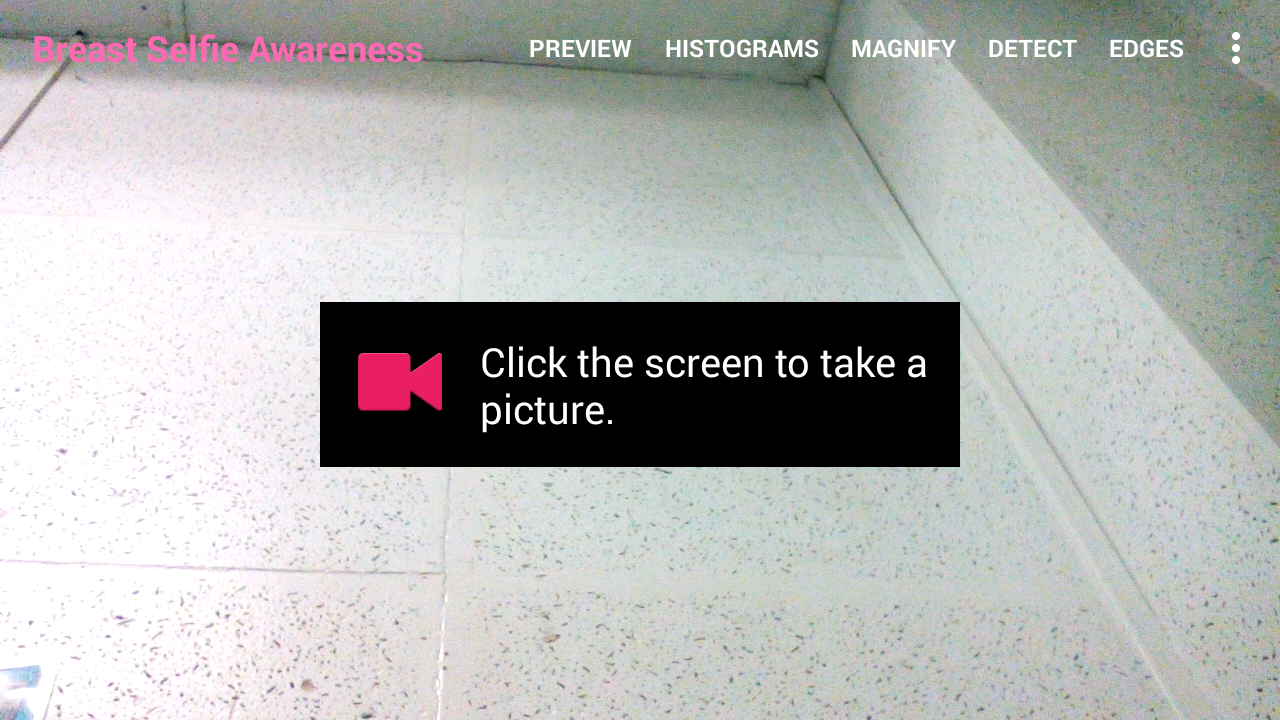 Breast Selfie Awareness
PREVIEW HISTOGRAMS MAGNIFY DETECT EDGES
Click the screen to take a
picture.